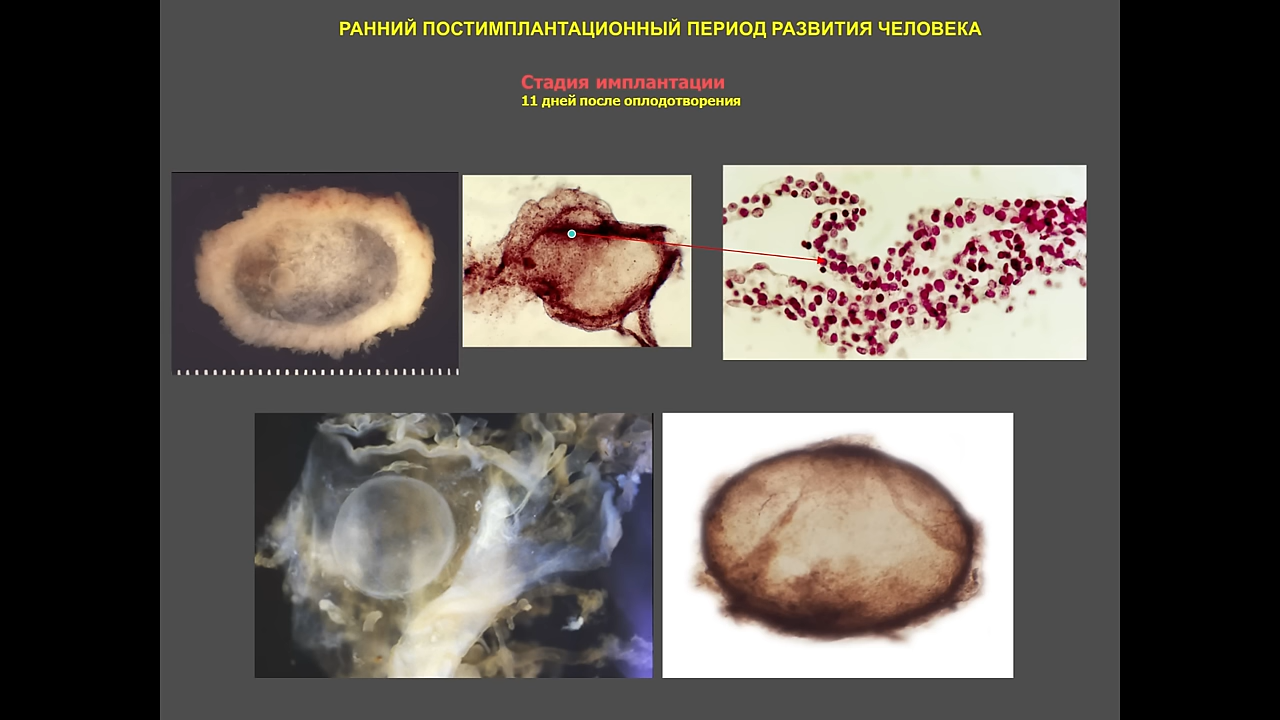 РАННИЙ ПОСТИМПЛАНТАЦИОННЫЙ ПЕРИОД РАЗВИТИЯ ЧЕЛОВЕКА
Стадия имплантации
11 дней после оплодотворения